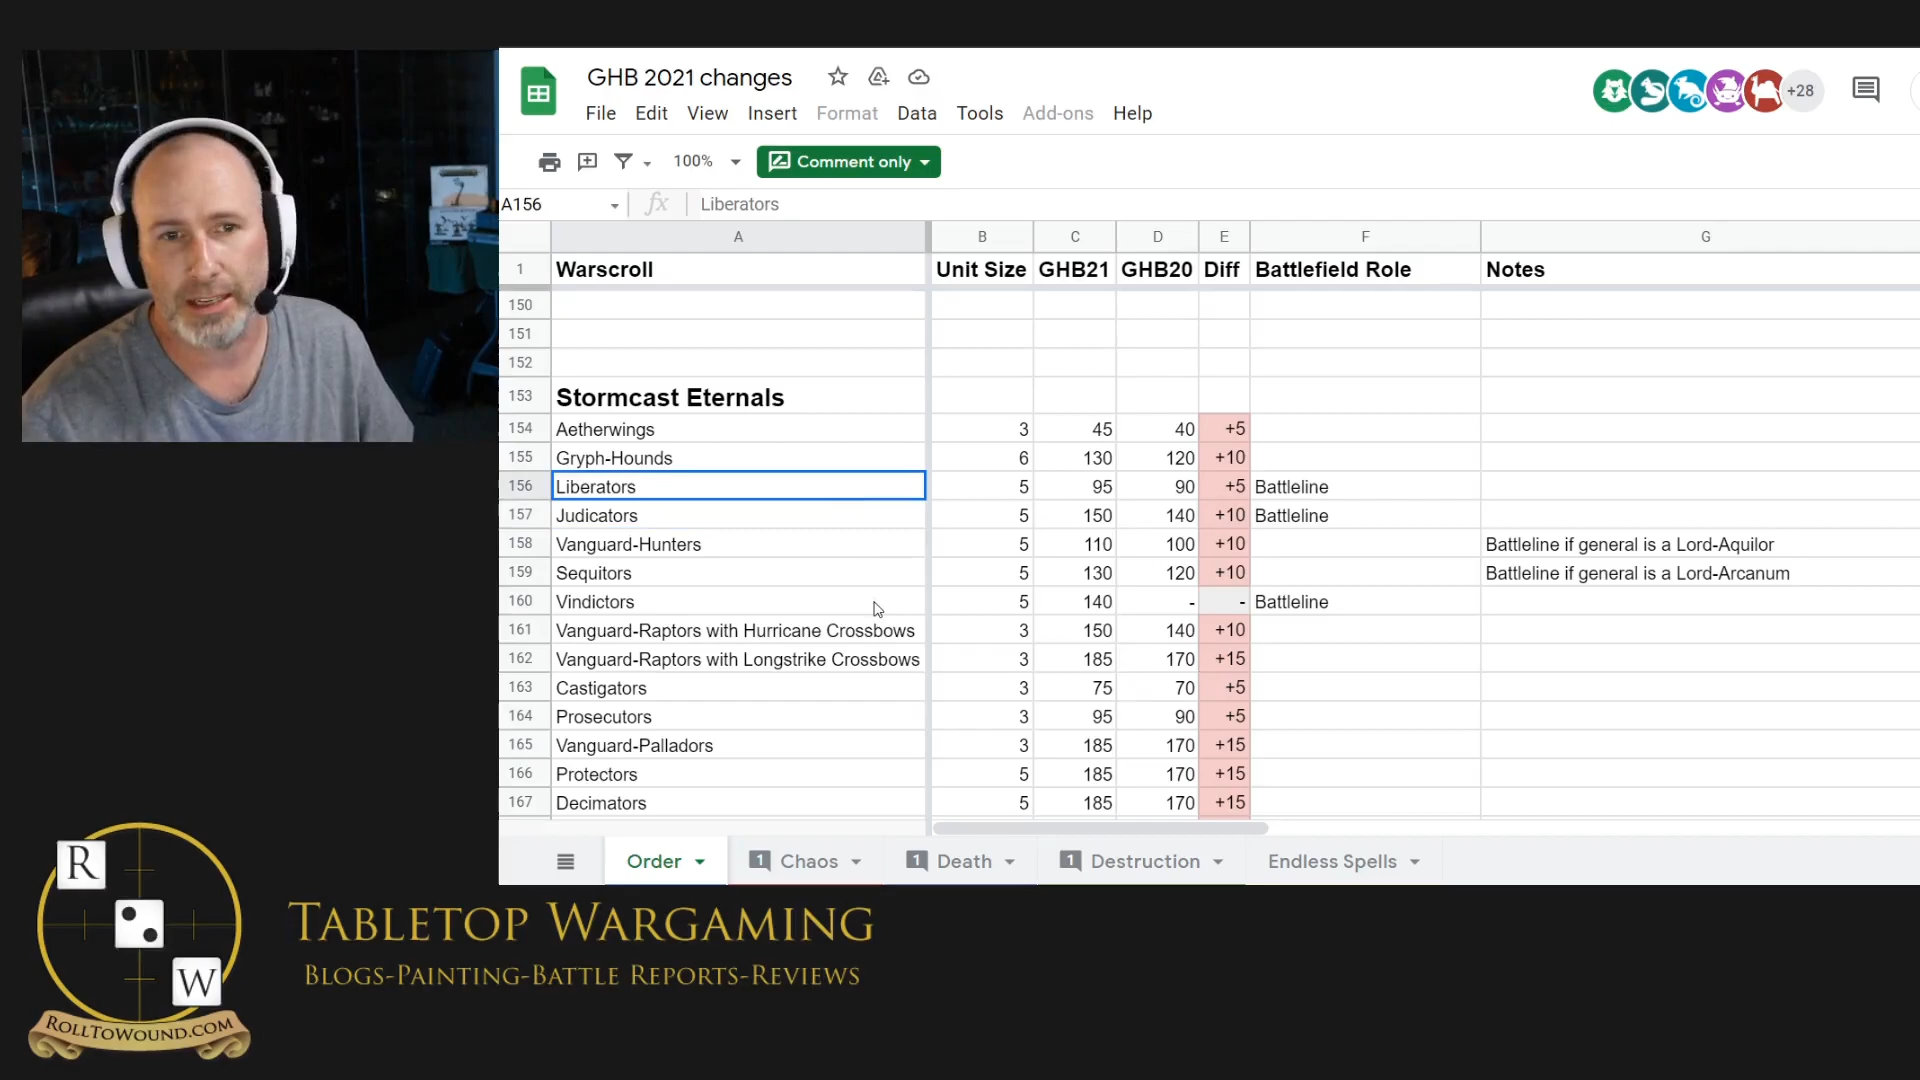 GHB 2021 changes
+28
File Edit View Insert Format Data Tools Add-ons Help
100% Comment only
A156 fx Liberators
A B C D E F G
1 Warscroll Unit Size GHB21 GHB20 Diff Battlefield Role Notes
150
151
152
153 Stormcast Eternals
154 Aetherwings 3 45 40 +5
155 Gryph-Hounds 6 130 120 +10
156 Liberators 5 95 90 +5 Battleline
157 Judicators 5 150 140 +10 Battleline
158 Vanguard-Hunters 5 110 100 +10 Battleline if general is a Lord-Aquilor
159 Sequitors 5 130 120 +10 Battleline if general is a Lord-Arcanum
160 Vindictors 5 140 - - Battleline
161 Vanguard-Raptors with Hurricane Crossbows 3 150 140 +10
162 Vanguard-Raptors with Longstrike Crossbows 3 185 170 +15
163 Castigators 3 75 70 +5
164 Prosecutors 3 95 90 +5
165 Vanguard-Palladors 3 185 170 +15
166 Protectors 5 185 170 +15
167 Decimators 5 185 170 +15
Order 1 Chaos 1 Death 1 Destruction Endless Spells
R
W
RollToWound.com
Tabletop Wargaming
Blogs-Painting-Battle Reports-Reviews